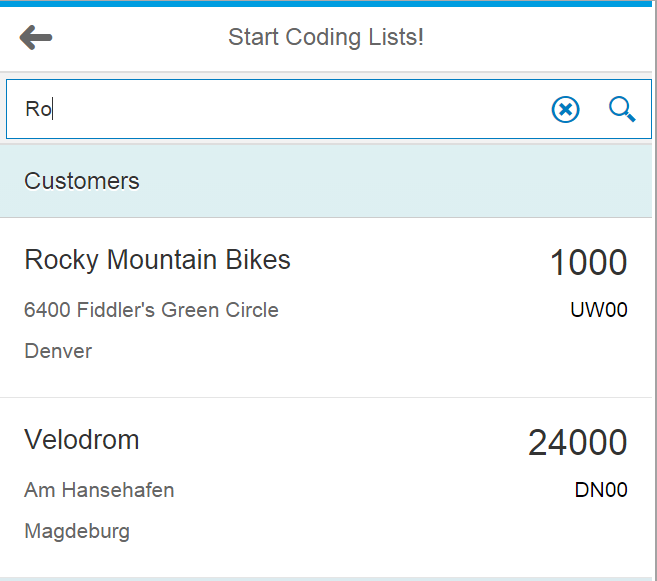 Start Coding Lists!
Ro
Customers
Rocky Mountain Bikes 1000
6400 Fiddler's Green Circle UW00
Denver
Velodrom 24000
Am Hansehafen DN00
Magdeburg